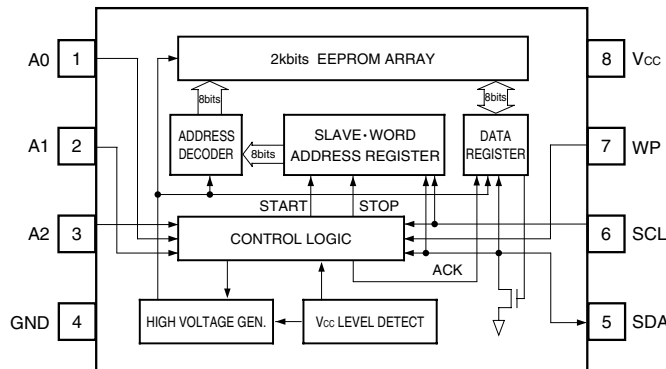 2kbits EEPROM ARRAY
A0 1
8 VCC
8bits
8bits
ADDRESS
DECODER
8bits
SLAVE・WORD
ADDRESS REGISTER
DATA
REGISTER
A1 2
7 WP
START
STOP
A2 3
CONTROL LOGIC
6 SCL
ACK
GND 4
HIGH VOLTAGE GEN.
VCC LEVEL DETECT
5 SDA